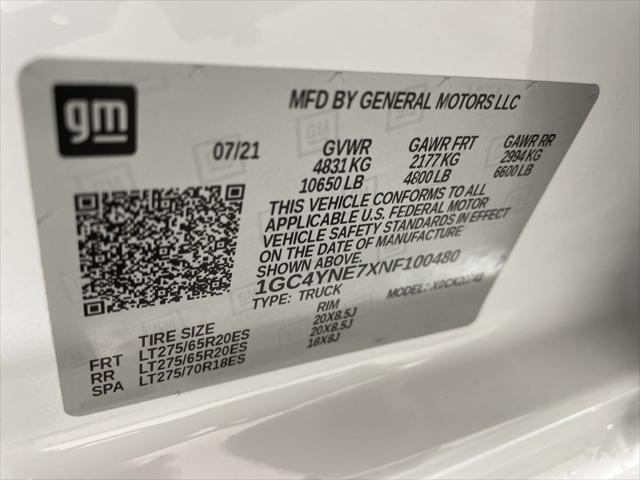 gm
MFD BY GENERAL MOTORS LLC
07/21 GVWR GAWR FRT GAWR RR
4831 KG 2177 KG 2994 KG
10650 LB 4800 LB 6600 LB
THIS VEHICLE CONFORMS TO ALL
APPLICABLE U.S. FEDERAL MOTOR
VEHICLE SAFETY STANDARDS IN EFFECT
ON THE DATE OF MANUFACTURE
SHOWN ABOVE.
1GC4YNE7XNF100480
TYPE: TRUCK MODEL:
TIRE SIZE RIM
FRT LT275/65R20ES 20X8.5J
RR LT275/65R20ES 20X8.5J
SPA LT275/70R18ES 18X8J